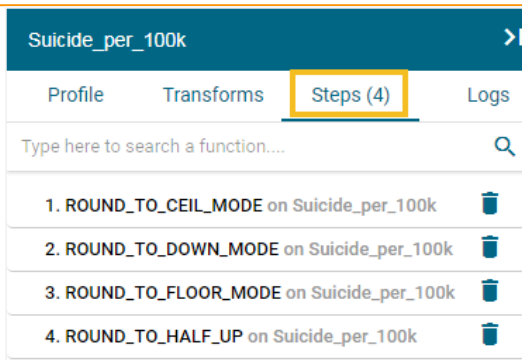 Suicide_per_100k
Profile Transforms Steps (4) Logs
Type here to search a function....
1. ROUND_TO_CEIL_MODE on Suicide_per_100k
2. ROUND_TO_DOWN_MODE on Suicide_per_100k
3. ROUND_TO_FLOOR_MODE on Suicide_per_100k
4. ROUND_TO_HALF_UP on Suicide_per_100k